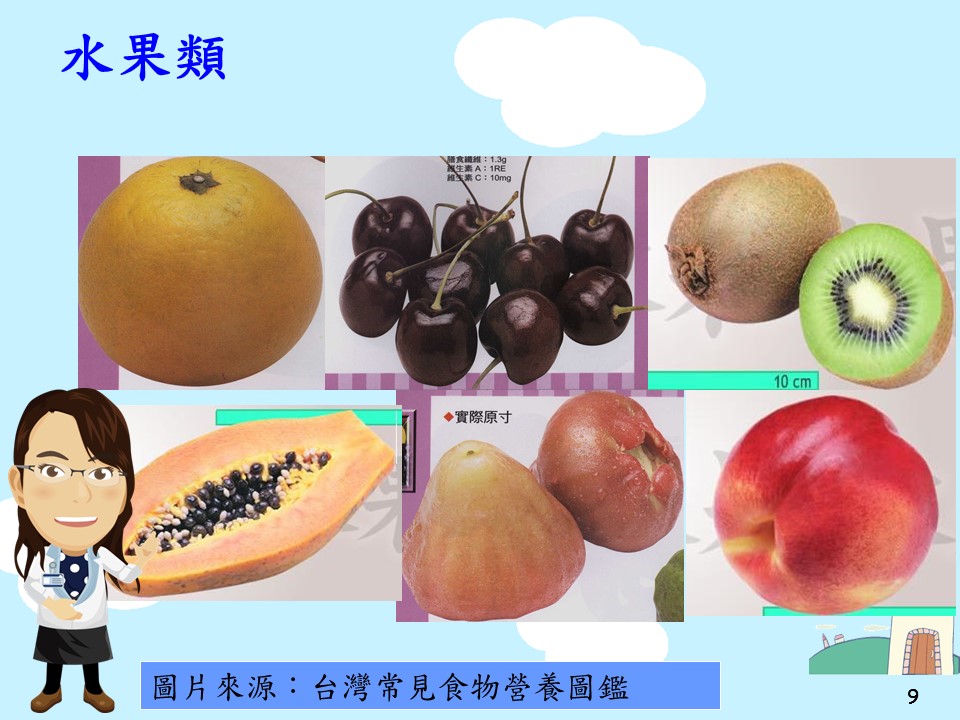 水果類
膳食纖維：1.3g
維生素 A：1RE
維生素 C：10mg
10 cm
◆實際原寸
圖片來源：台灣常見食物營養圖鑑
9